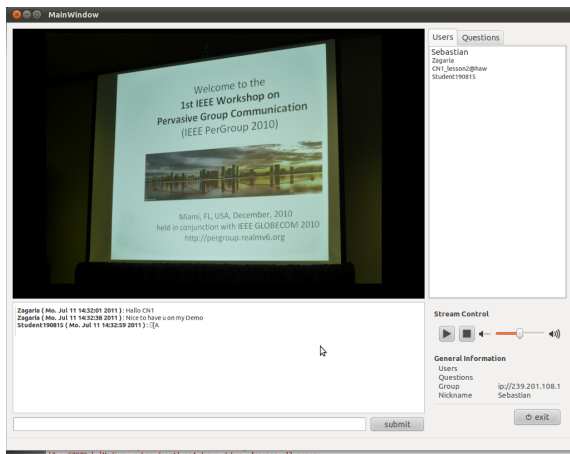 MainWindow
Welcome to the
1st IEEE Workshop on
Pervasive Group Communication
(IEEE PerGroup 2010)
Miami, FL, USA, December, 2010
held in conjunction with IEEE GLOBECOM 2010
http://pergroup.realmv6.org
Users Questions
Sebastian
Zagaria
CN1_lesson2@haw
Student190815
Zagaria ( Mo. Jul 11 14:32:01 2011 ) : Hallo CN1
Zagaria ( Mo. Jul 11 14:32:38 2011 ) : Nice to have u on my Demo
Student190815 ( Mo. Jul 11 14:32:59 2011 ) : [A
Stream Control
General Information
Users
Questions
Group ip://239.201.108.1
Nickname Sebastian
submit
exit